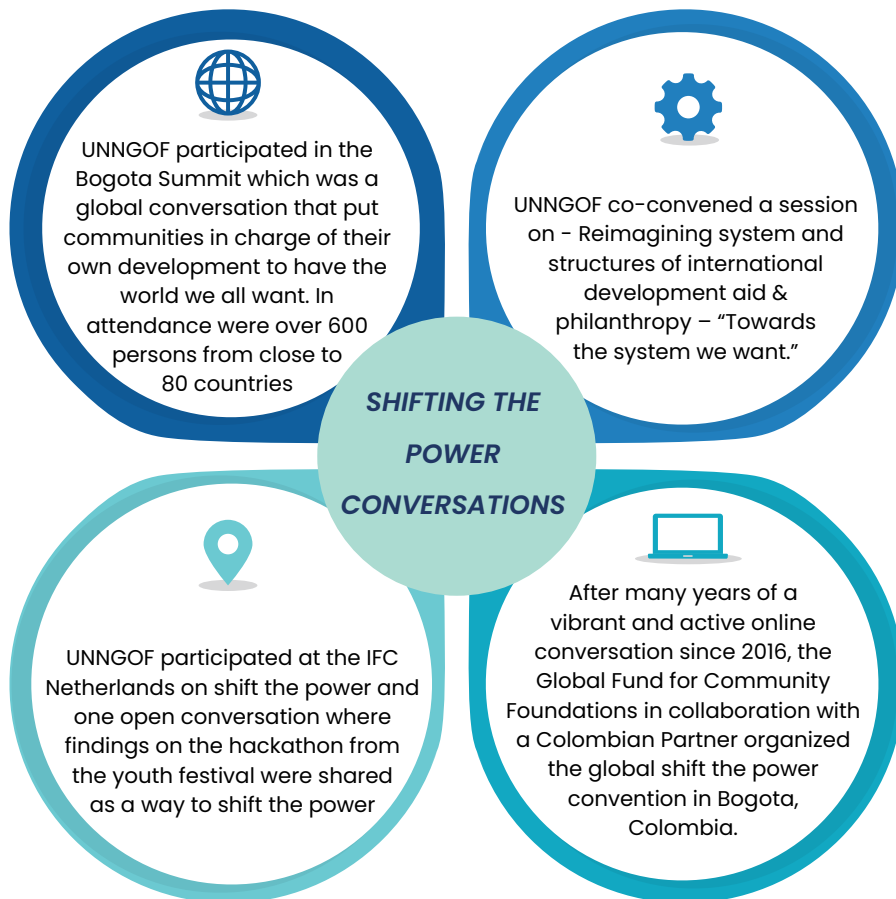 UNNGOF participated in the
Bogota Summit which was a
global conversation that put
communities in charge of their
own development to have the
world we all want. In
attendance were over 600
persons from close to
80 countries
UNNGOF co-convened a session
on - Reimagining system and
structures of international
development aid &
philanthropy – “Towards
the system we want.”
SHIFTING THE
POWER
CONVERSATIONS
UNNGOF participated at the IFC
Netherlands on shift the power and
one open conversation where
findings on the hackathon from
the youth festival were shared
as a way to shift the power
After many years of a
vibrant and active online
conversation since 2016, the
Global Fund for Community
Foundations in collaboration with
a Colombian Partner organized
the global shift the power
convention in Bogota,
Colombia.